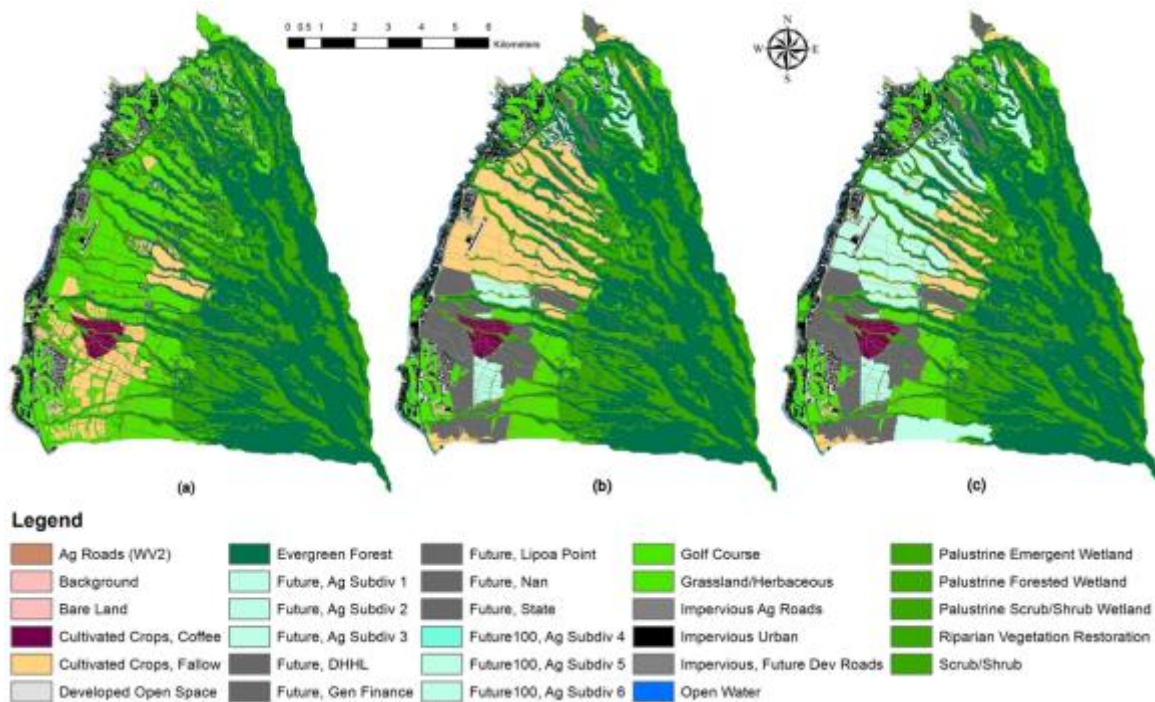 0 0.5 1 2 3 4 5 6
Kilometers
N
W E
S
(a) (b) (c)
Legend
Ag Roads (WV2)
Background
Bare Land
Cultivated Crops, Coffee
Cultivated Crops, Fallow
Developed Open Space
Evergreen Forest
Future, Ag Subdiv 1
Future, Ag Subdiv 2
Future, Ag Subdiv 3
Future, DHHL
Future, Gen Finance
Future, Lipoa Point
Future, Nan
Future, State
Future100, Ag Subdiv 4
Future100, Ag Subdiv 5
Future100, Ag Subdiv 6
Golf Course
Grassland/Herbaceous
Impervious Ag Roads
Impervious Urban
Impervious, Future Dev Roads
Open Water
Palustrine Emergent Wetland
Palustrine Forested Wetland
Palustrine Scrub/Shrub Wetland
Riparian Vegetation Restoration
Scrub/Shrub